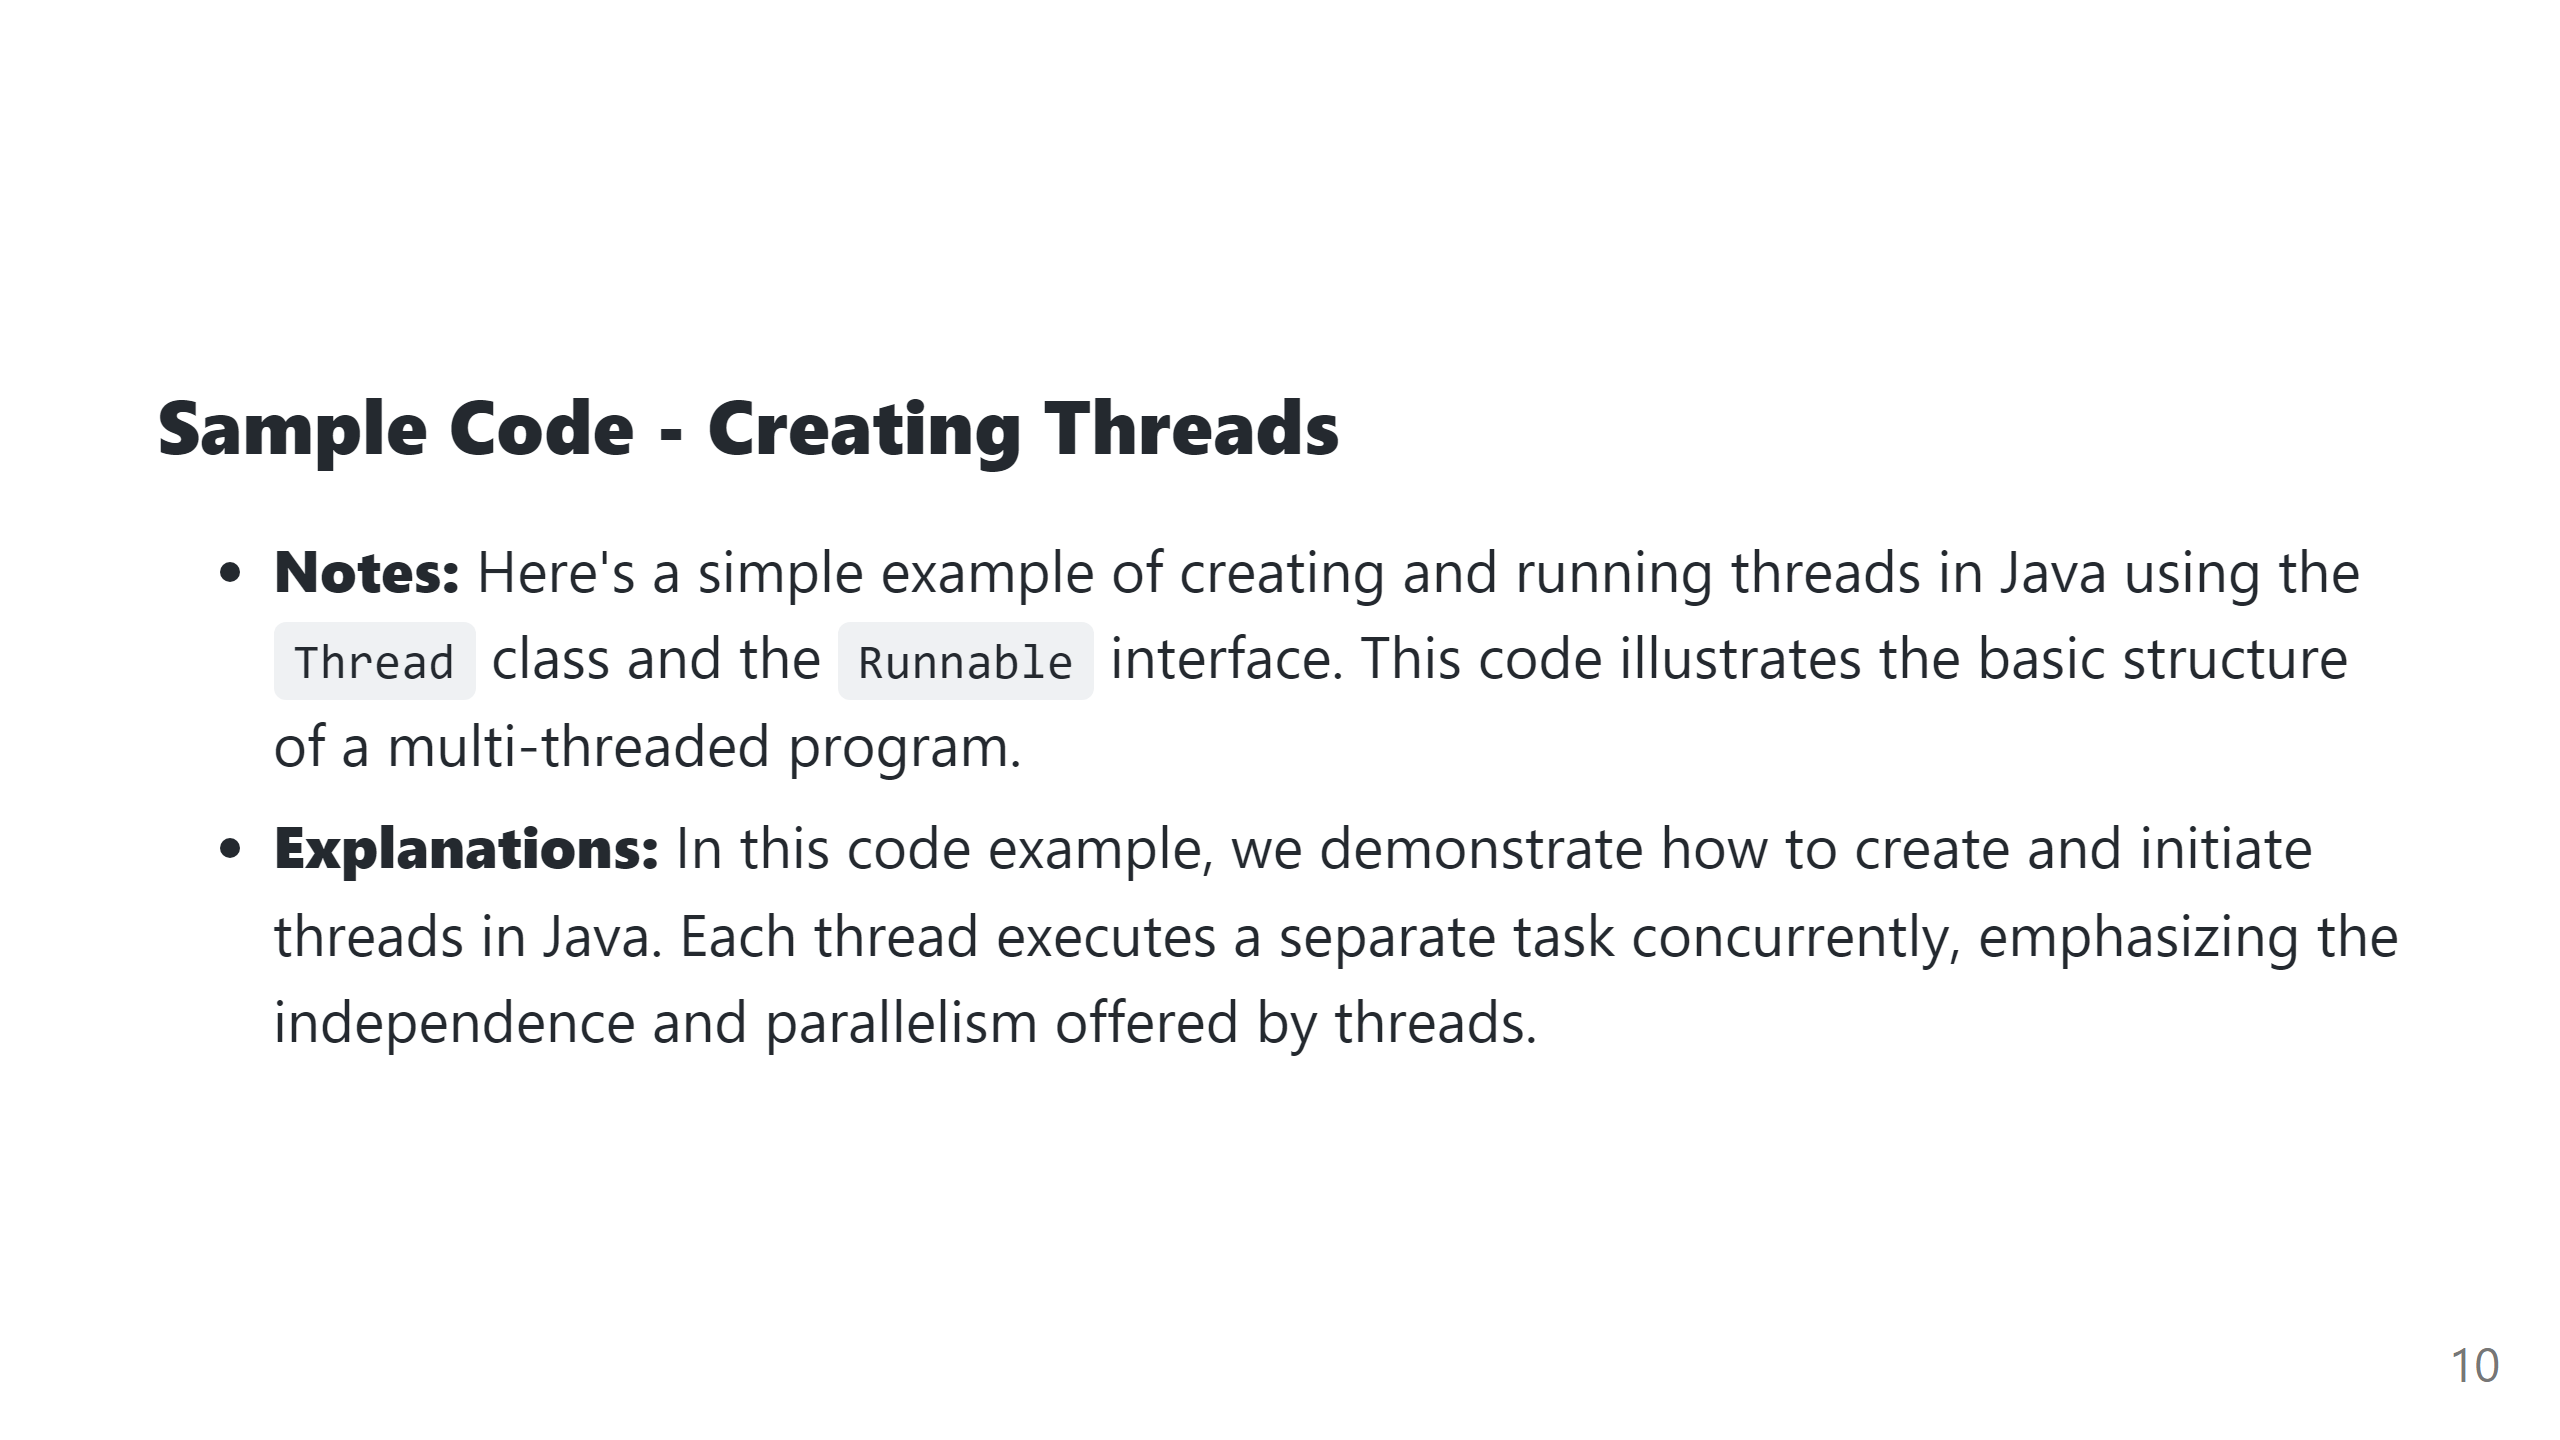 Sample Code - Creating Threads
• Notes: Here's a simple example of creating and running threads in Java using the
Thread class and the Runnable interface. This code illustrates the basic structure
of a multi-threaded program.
• Explanations: In this code example, we demonstrate how to create and initiate
threads in Java. Each thread executes a separate task concurrently, emphasizing the
independence and parallelism offered by threads.
10